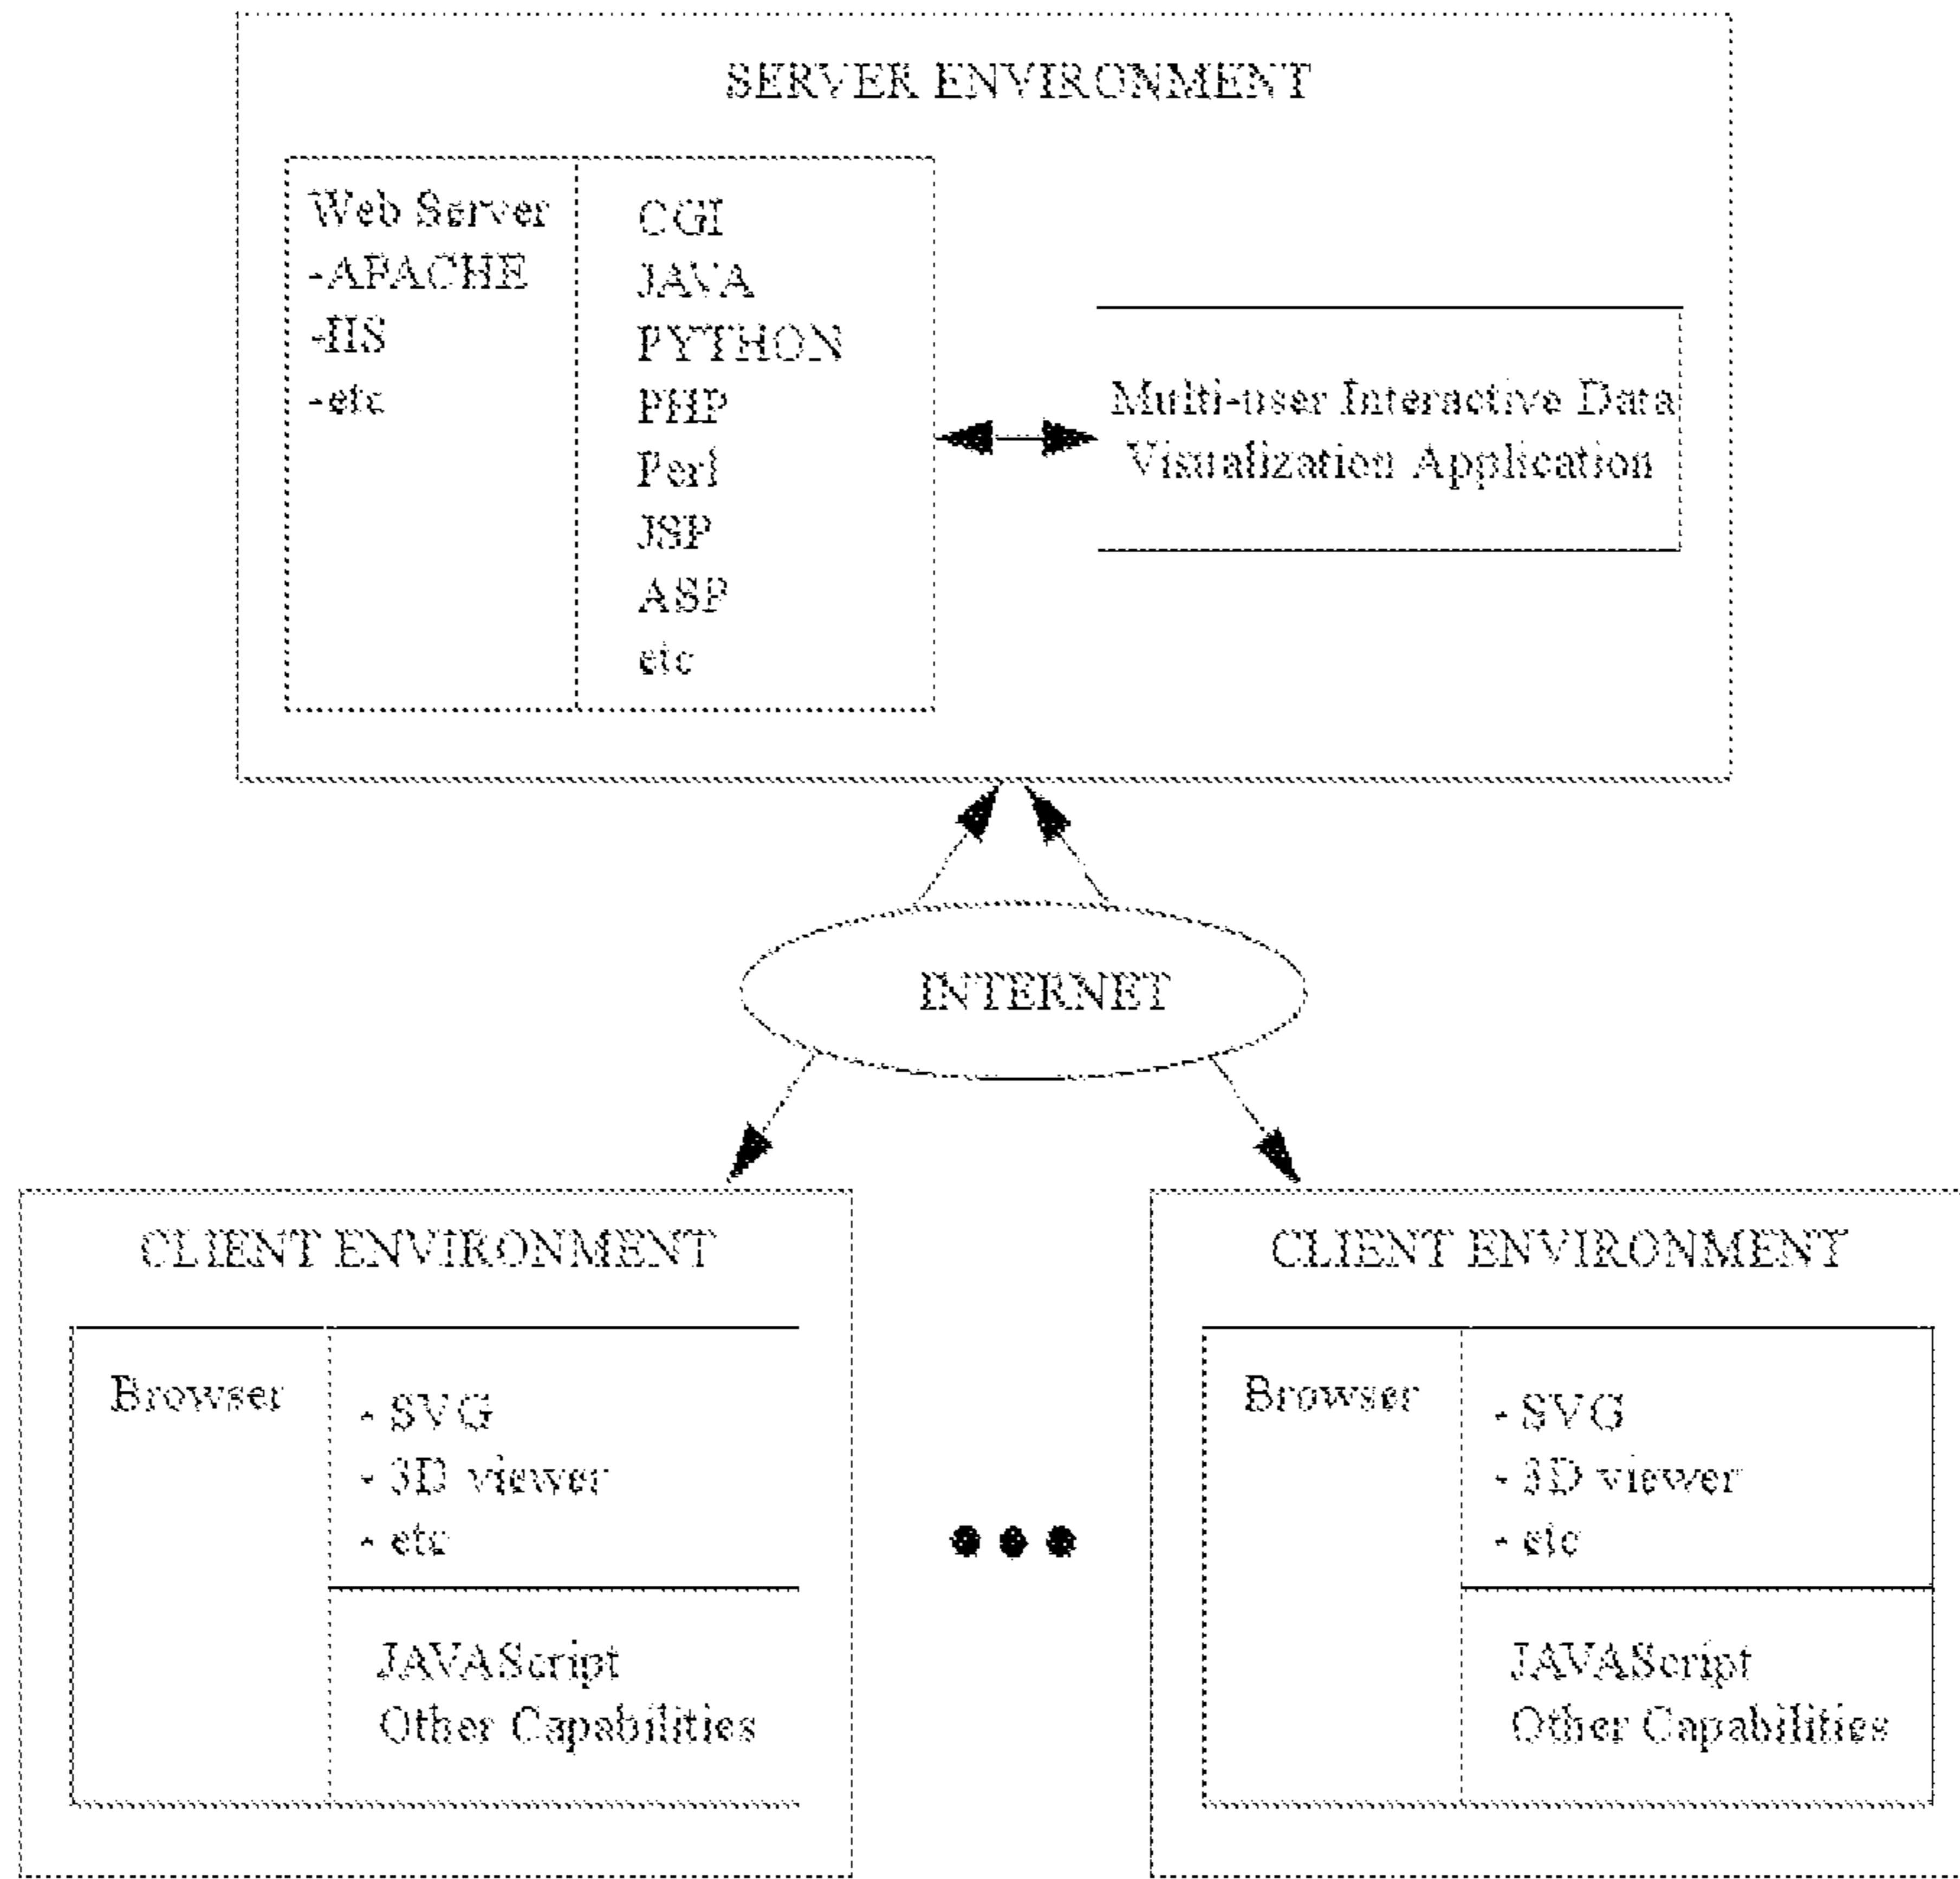 SERVER ENVIRONMENT
Web Server
-APACHE
-IIS
-etc
CGI
JAVA
PYTHON
PHP
Perl
JSP
ASP
etc
Multi-user Interactive Data
Visualization Application
INTERNET
CLIENT ENVIRONMENT
Browser
- SVG
- 3D viewer
- etc
JAVAScript
Other Capabilities
CLIENT ENVIRONMENT
Browser
- SVG
- 3D viewer
- etc
JAVAScript
Other Capabilities